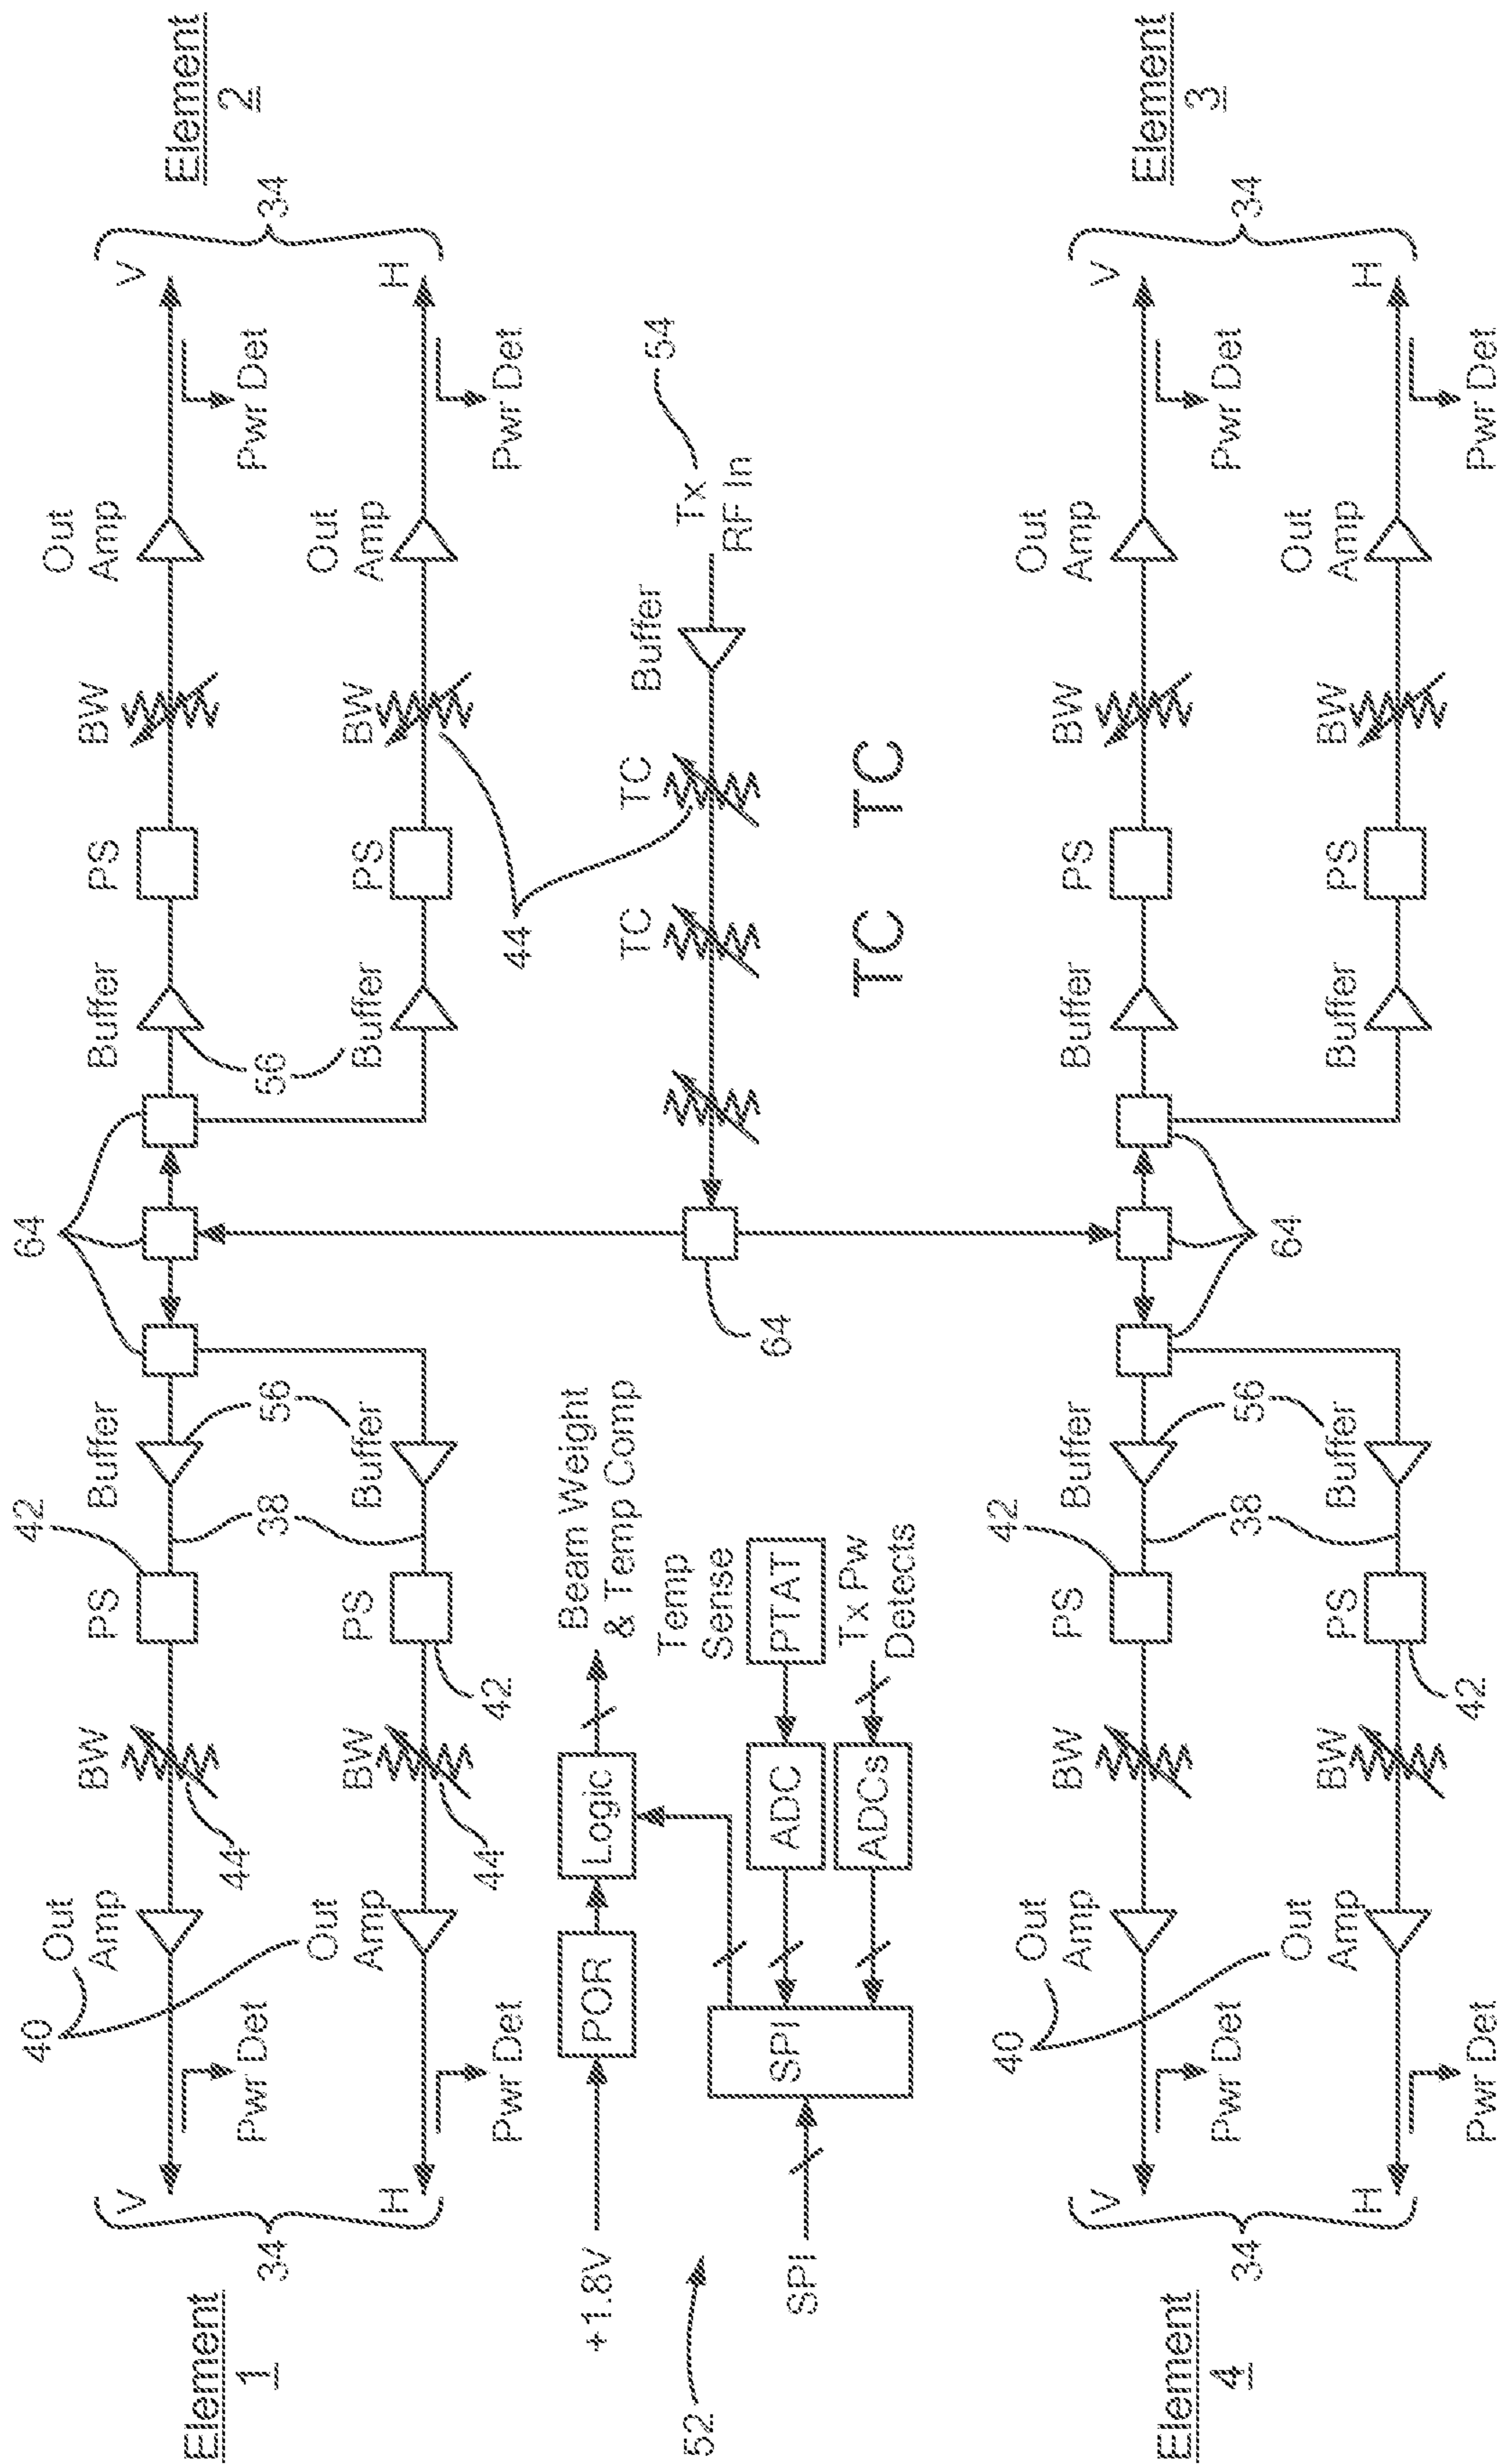 Element
1
34
V
H
Pwr Det
Pwr Det
40
Out
Amp
Out
Amp
BW
44
BW
44
PS
42
PS
42
38
Buffer
56
Buffer
64
Buffer
56
Buffer
PS
PS
BW
BW
44
Out
Amp
Out
Amp
Pwr Det
Pwr Det
V
H
34
Element
2
+1.8V
POR
Logic
Beam Weight
& Temp Comp
52
SPI
SPI
ADC
ADCs
Temp
Sense
PTAT
Tx Pw
Detects
64
TC
TC
Buffer
Tx
RF In
54
TC
TC
Element
4
34
V
H
Pwr Det
Pwr Det
40
Out
Amp
Out
Amp
BW
BW
PS
42
PS
42
38
Buffer
56
Buffer
64
Buffer
Buffer
PS
PS
BW
BW
Out
Amp
Out
Amp
Pwr Det
Pwr Det
V
H
34
Element
3